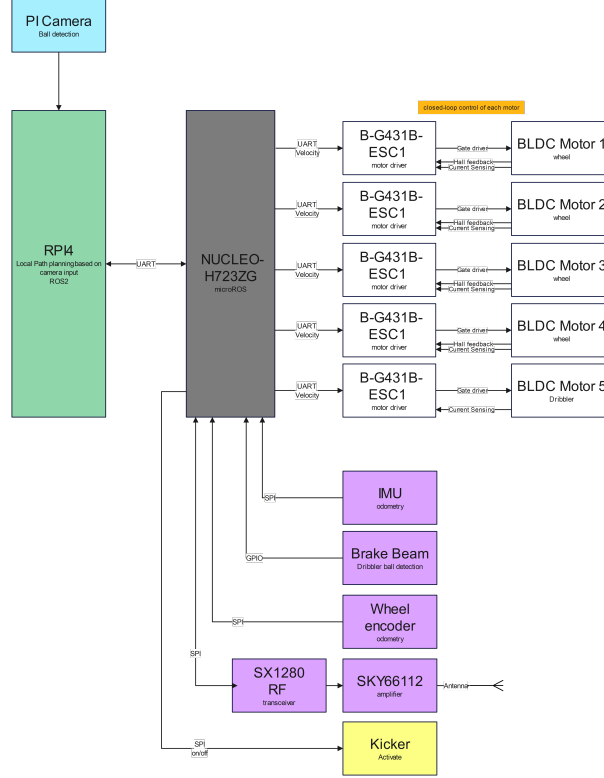 PI Camera
Ball detection
closed-loop control of each motor
RPI4
Local Path planning based on
camera input
ROS2
UART
NUCLEO-
H723ZG
microROS
UART
Velocity
B-G431B-
ESC1
motor driver
Gate driver
Hall feedback
Current Sensing
BLDC Motor 1
wheel
UART
Velocity
B-G431B-
ESC1
motor driver
Gate driver
Hall feedback
Current Sensing
BLDC Motor 2
wheel
UART
Velocity
B-G431B-
ESC1
motor driver
Gate driver
Hall feedback
Current Sensing
BLDC Motor 3
wheel
UART
Velocity
B-G431B-
ESC1
motor driver
Gate driver
Hall feedback
Current Sensing
BLDC Motor 4
wheel
UART
Velocity
B-G431B-
ESC1
motor driver
Gate driver
Current Sensing
BLDC Motor 5
Dribbler
SPI
IMU
odometry
GPIO
Brake Beam
Dribbler ball detection
SPI
Wheel
encoder
odometry
SPI
SX1280
RF
transceiver
SKY66112
amplifier
Antenna
SPI
on/off
Kicker
Activate